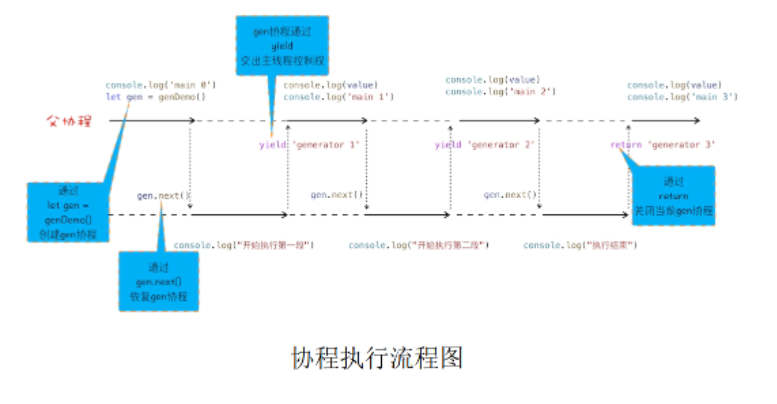 gen协程通过
yield
交出主线程控制权
console.log('main 0')
let gen = genDemo()
console.log(value)
console.log('main 1')
console.log(value)
console.log('main 2')
console.log(value)
console.log('main 3')
父协程
yield 'generator 1'
yield 'generator 2'
return 'generator 3'
通过
let gen =
genDemo()
创建gen协程
gen.next()
gen.next()
gen.next()
通过
return
关闭当前gen协程
console.log("开始执行第一段")
console.log("开始执行第二段")
console.log("执行结束")
通过
gen.next()
恢复gen协程
协程执行流程图